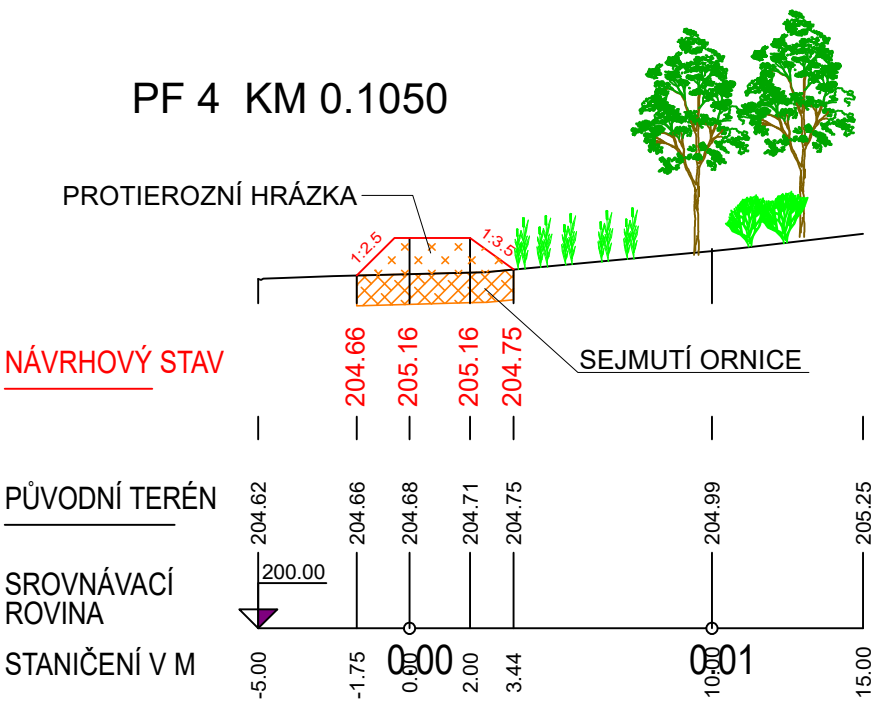 PF 4 KM 0.1050
PROTIEROZNÍ HRÁZKA
1:2.5
1:3.5
NÁVRHOVÝ STAV
204.66 205.16 205.16 204.75
SEJMUTÍ ORNICE
PŮVODNÍ TERÉN
204.62 204.66 204.68 204.71 204.75 204.99 205.25
SROVNÁVACÍ
ROVINA
200.00
STANIČENÍ V M
-5.00 -1.75 0.00 2.00 3.44 10.00 15.00
0.00 0.01